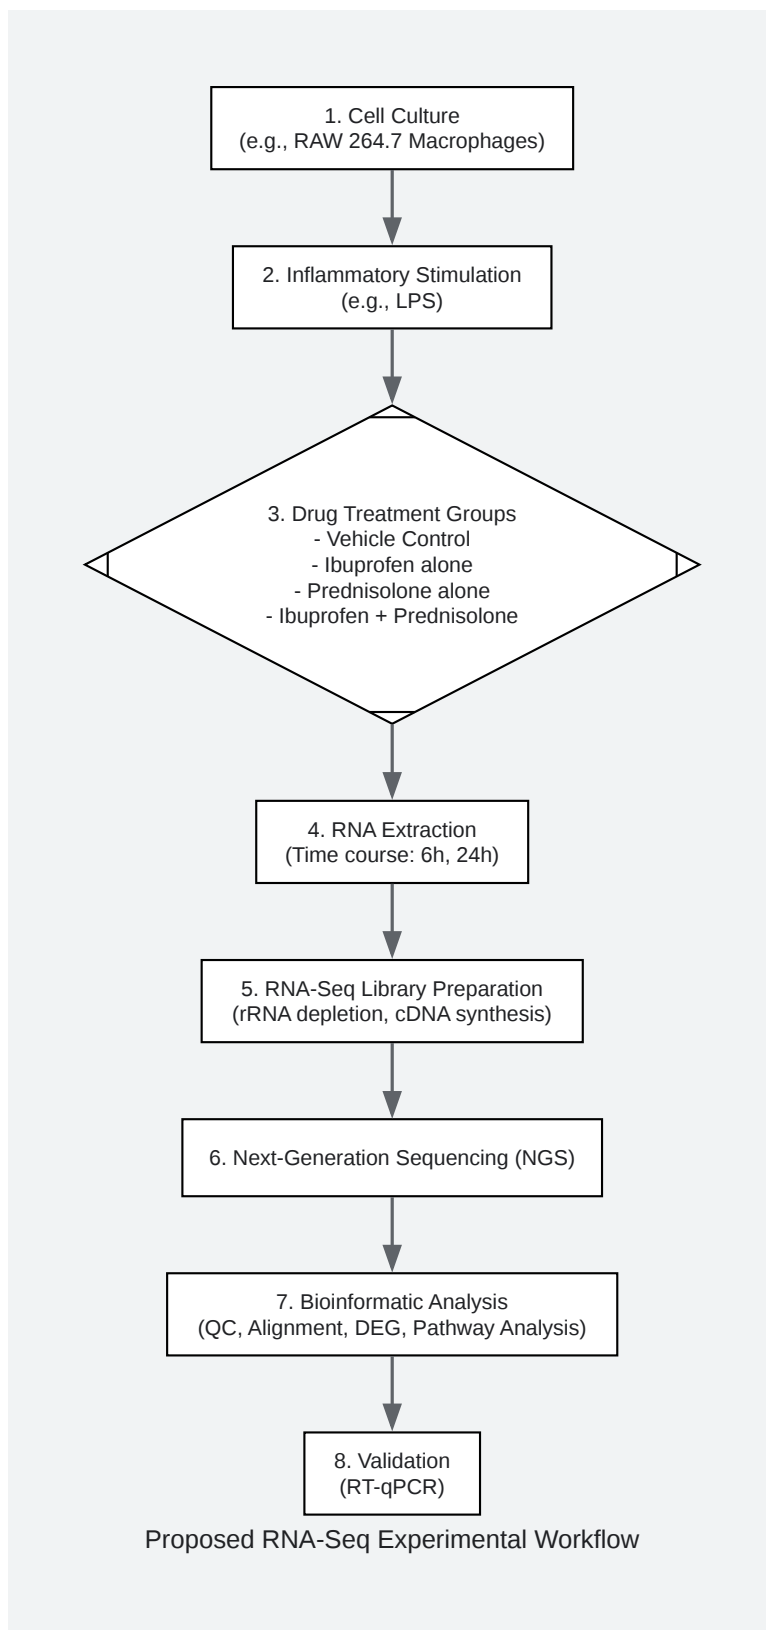 1. Cell Culture
(e.g., RAW 264.7 Macrophages)
2. Inflammatory Stimulation
(e.g., LPS)
3. Drug Treatment Groups
- Vehicle Control
- Ibuprofen alone
- Prednisolone alone
- Ibuprofen + Prednisolone
4. RNA Extraction
(Time course: 6h, 24h)
5. RNA-Seq Library Preparation
(rRNA depletion, cDNA synthesis)
6. Next-Generation Sequencing (NGS)
7. Bioinformatic Analysis
(QC, Alignment, DEG, Pathway Analysis)
8. Validation
(RT-qPCR)
Proposed RNA-Seq Experimental Workflow